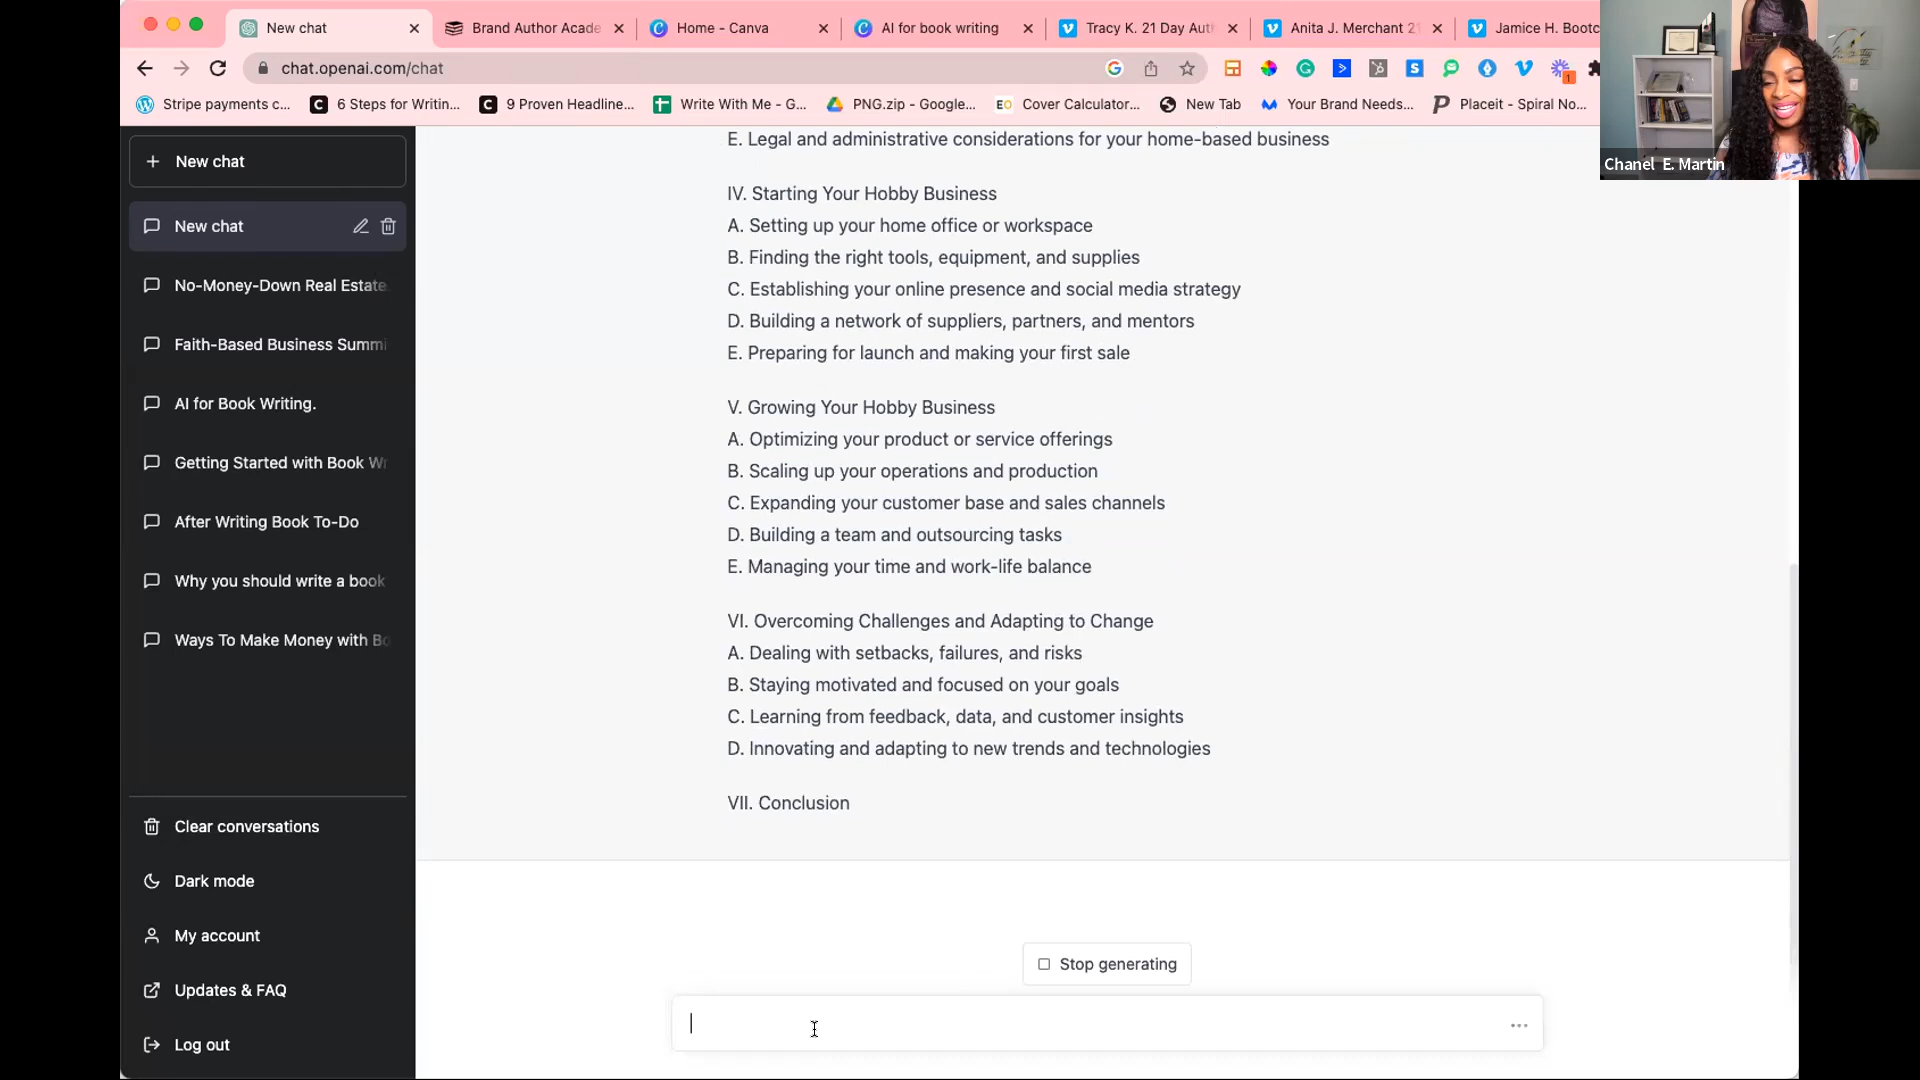 New chat
Brand Author Acade
Home - Canva
AI for book writing
Tracy K. 21 Day Aut
Anita J. Merchant 2
Jamice H. Bootc
chat.openai.com/chat
Stripe payments c...
6 Steps for Writin...
9 Proven Headline...
Write With Me - G...
PNG.zip - Google...
EO Cover Calculator...
New Tab
Your Brand Needs...
Placeit - Spiral No...
Chanel E. Martin
New chat
New chat
No-Money-Down Real Estate
Faith-Based Business Summi
AI for Book Writing.
Getting Started with Book Wr
After Writing Book To-Do
Why you should write a book
Ways To Make Money with Bo
Clear conversations
Dark mode
My account
Updates & FAQ
Log out
E. Legal and administrative considerations for your home-based business
IV. Starting Your Hobby Business
A. Setting up your home office or workspace
B. Finding the right tools, equipment, and supplies
C. Establishing your online presence and social media strategy
D. Building a network of suppliers, partners, and mentors
E. Preparing for launch and making your first sale
V. Growing Your Hobby Business
A. Optimizing your product or service offerings
B. Scaling up your operations and production
C. Expanding your customer base and sales channels
D. Building a team and outsourcing tasks
E. Managing your time and work-life balance
VI. Overcoming Challenges and Adapting to Change
A. Dealing with setbacks, failures, and risks
B. Staying motivated and focused on your goals
C. Learning from feedback, data, and customer insights
D. Innovating and adapting to new trends and technologies
VII. Conclusion
Stop generating